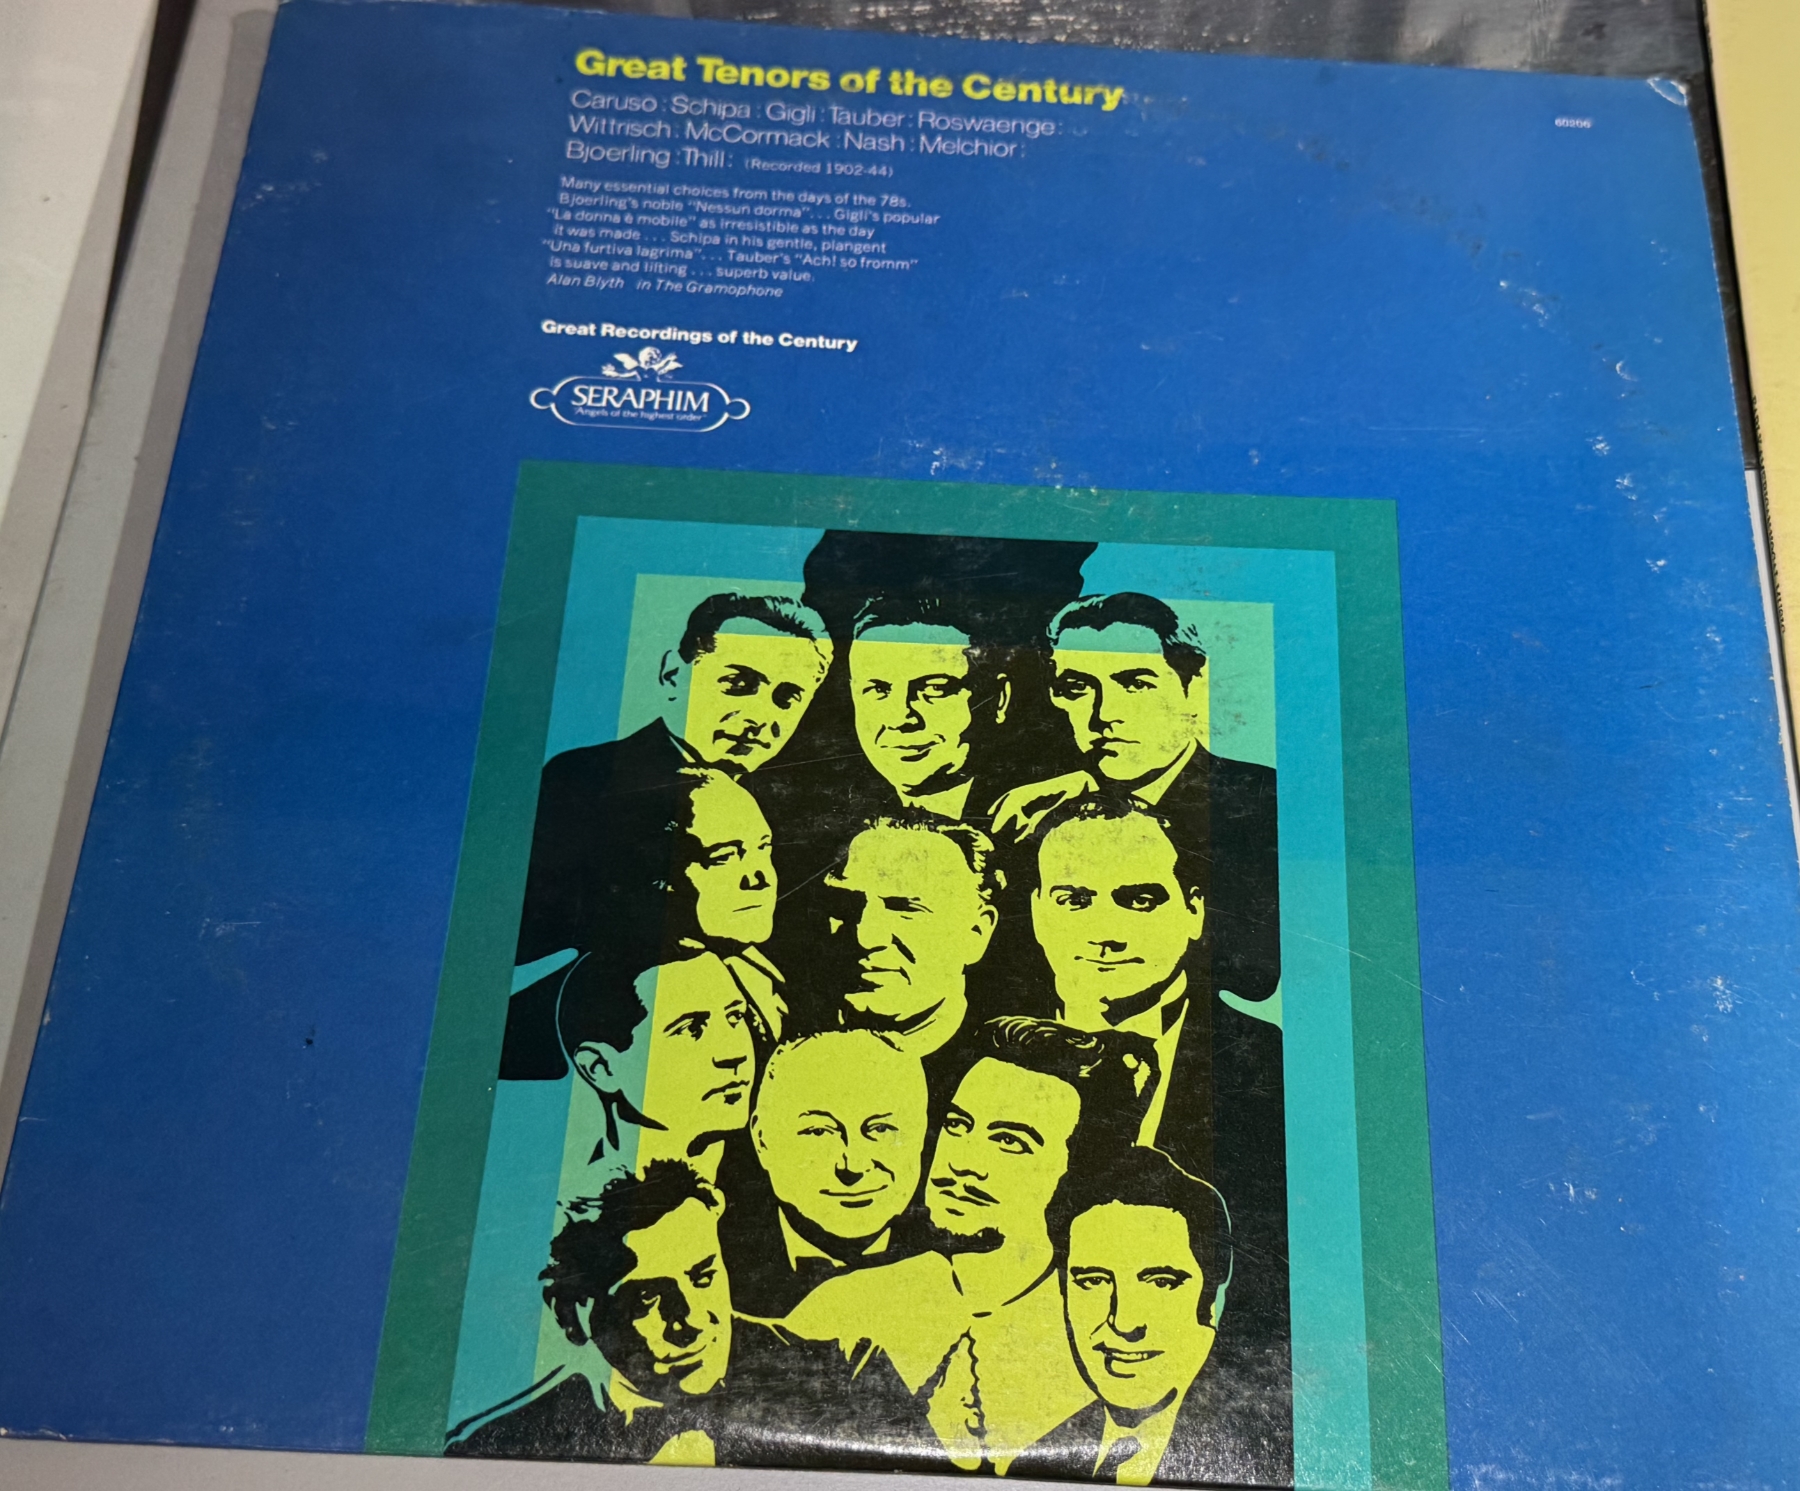 Great Tenors of the Century
Caruso : Schipa : Gigli : Tauber : Roswaenge :
Wittrisch : McCormack : Nash : Melchior :
Bjoerling : Thill : (Recorded 1902-44)
60206
Many essential choices from the days of the 78s.
Bjoerling's noble "Nessun dorma" . . . Gigli's popular
"La donna è mobile" as irresistible as the day
it was made . . . Schipa in his gentle, plangent
"Una furtiva lagrima" . . . Tauber's "Ach! so fromm"
is suave and lilting . . . superb value.
Alan Blyth in The Gramophone
Great Recordings of the Century
SERAPHIM
"Angels of the highest order"